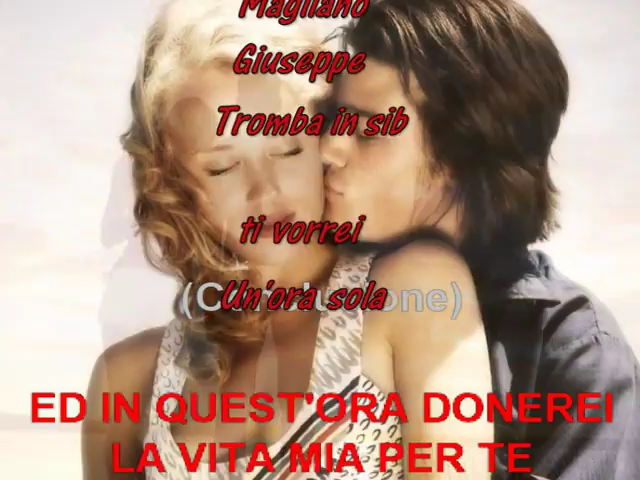 Magliano
Giuseppe
Tromba in sib
ti vorrei
Un'ora sola
ED IN QUEST'ORA DONEREI
LA VITA MIA PER TE